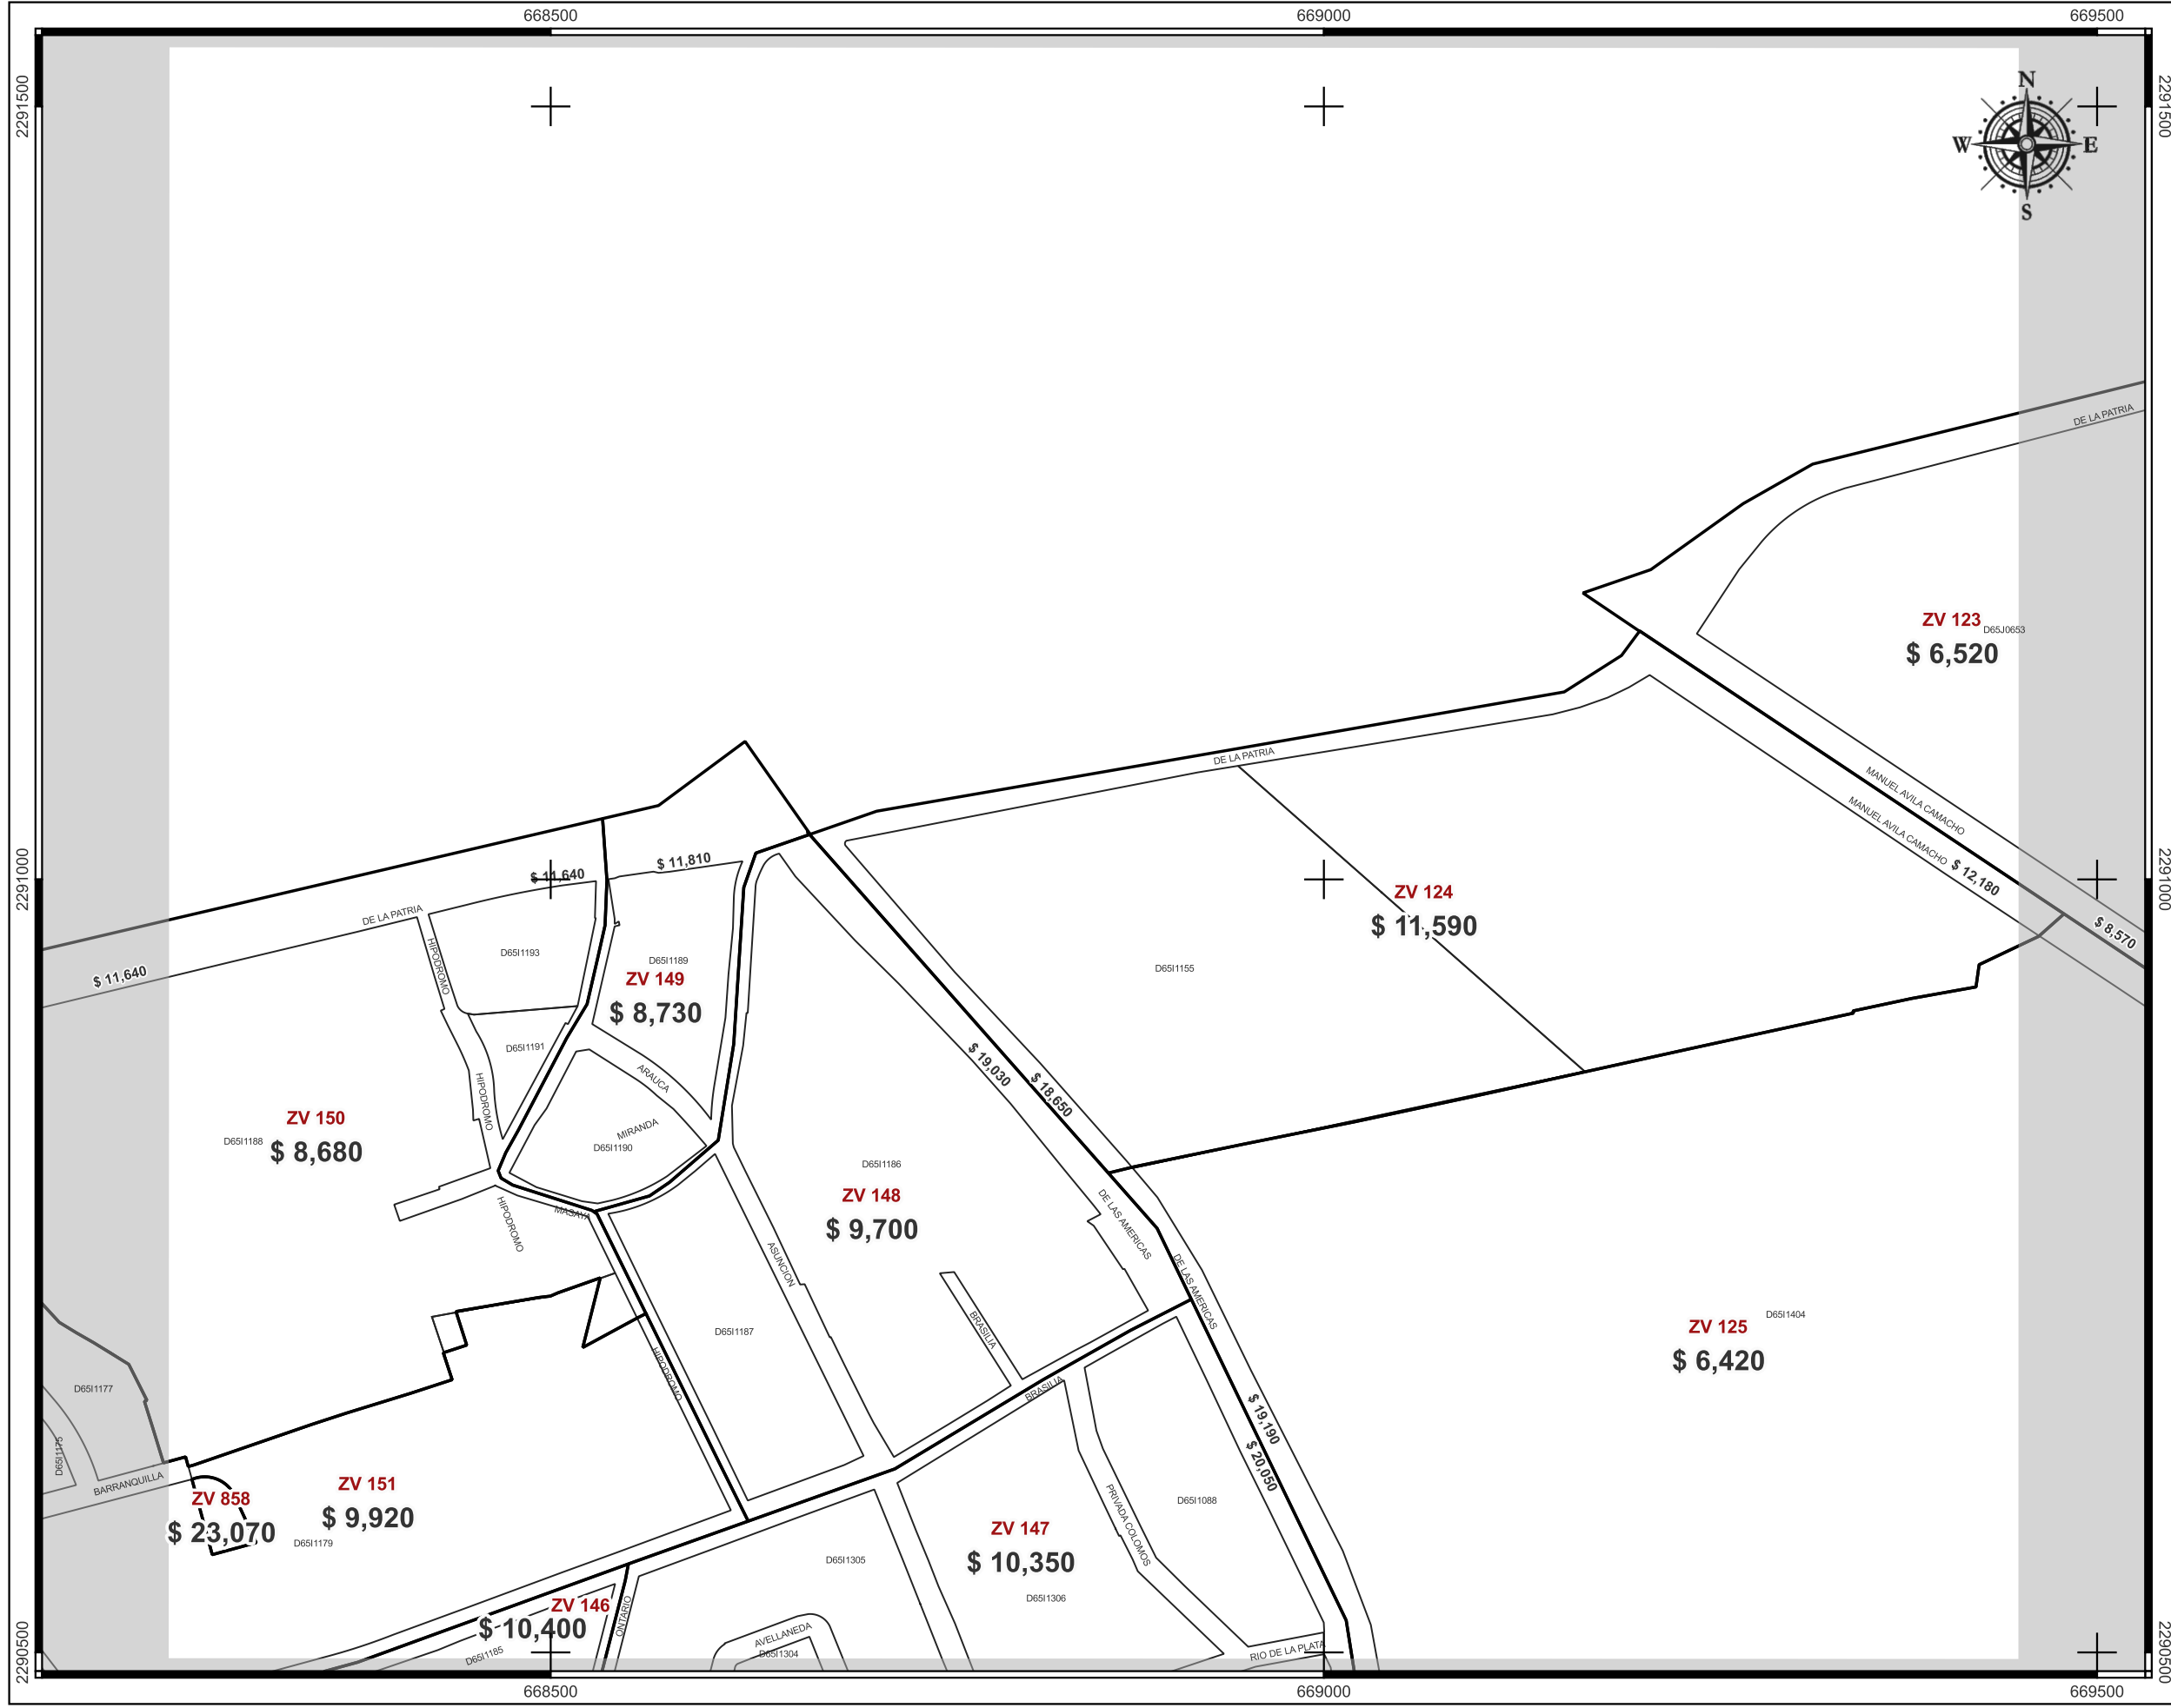 668500
669000
669500
2291500
2291500
N
W
E
S
DE LA PATRIA
ZV 123
D65J0653
$ 6,520
DE LA PATRIA
MANUEL AVILA CAMACHO
MANUEL AVILA CAMACHO
$ 12,180
$ 8,570
2291000
2291000
$ 11,810
$ 11,640
ZV 124
$ 11,590
DE LA PATRIA
HIPODROMO
D65I1193
D65I1189
ZV 149
$ 8,730
D65I1155
$ 11,640
D65I1191
ARAUCA
$ 19,030
$ 18,650
HIPODROMO
ZV 150
D65I1188
$ 8,680
MIRANDA
D65I1190
D65I1186
ZV 148
$ 9,700
MASAYA
HIPODROMO
ASUNCION
DE LAS AMERICAS
DE LAS AMERICAS
D65I1404
ZV 125
$ 6,420
D65I1187
BRASILIA
HIPODROMO
BRASILIA
D65I1177
D65I1175
BARRANQUILLA
$ 19,190
$ 20,050
ZV 151
$ 9,920
ZV 858
$ 23,070
D65I1179
D65I1088
PRIVADA COLOMOS
ZV 147
$ 10,350
D65I1305
D65I1306
ZV 146
$ 10,400
ONTARIO
D65I1185
AVELLANEDA
D65I1304
RIO DE LA PLATA
2290500
2290500
668500
669000
669500